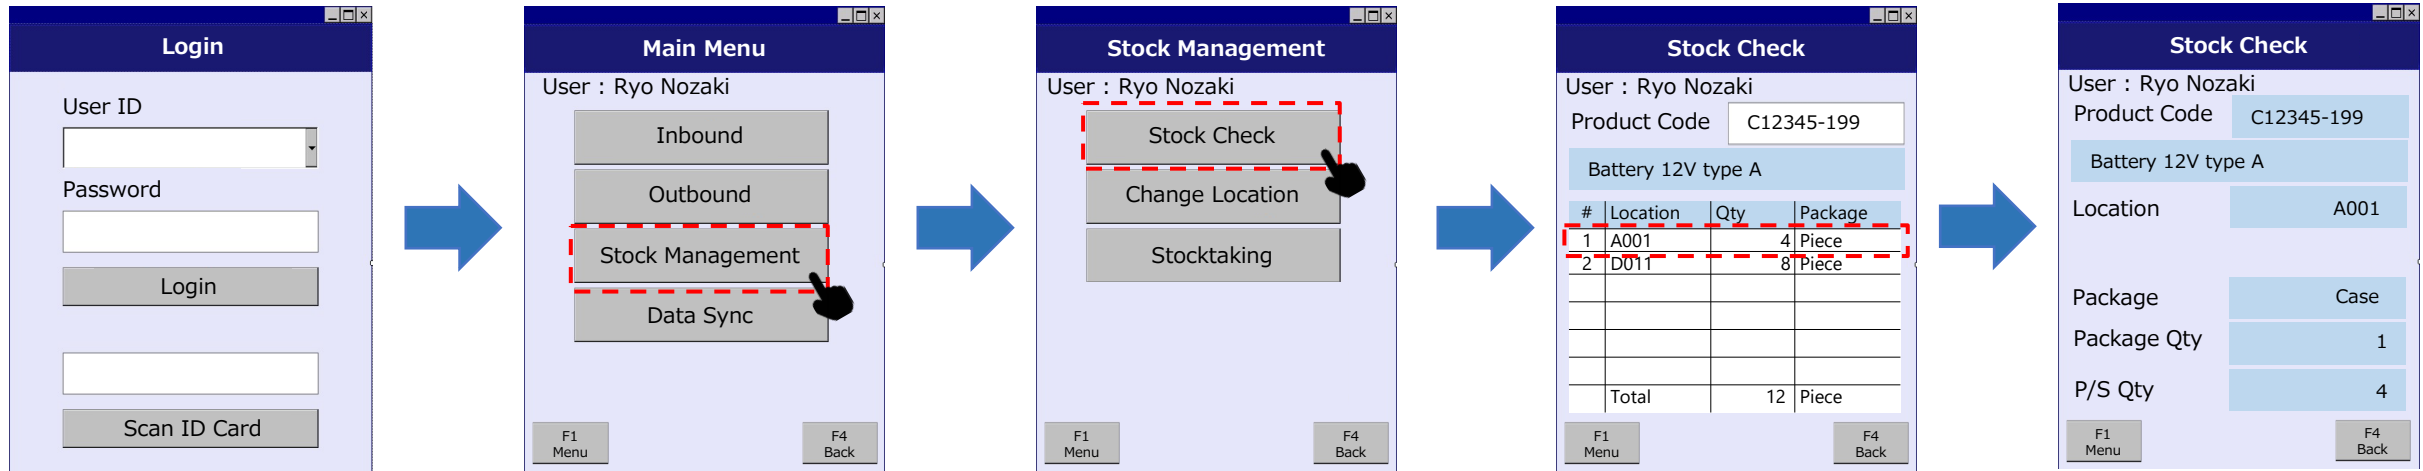 Login
User ID
Password
Login
Scan ID Card
Main Menu
User : Ryo Nozaki
Inbound
Outbound
Stock Management
Data Sync
F1
Menu
F4
Back
Stock Management
User : Ryo Nozaki
Stock Check
Change Location
Stocktaking
F1
Menu
F4
Back
Stock Check
User : Ryo Nozaki
Product Code C12345-199
Battery 12V type A
# Location Qty Package
1 A001 4 Piece
2 D011 8 Piece
Total 12 Piece
F1
Menu
F4
Back
Stock Check
User : Ryo Nozaki
Product Code C12345-199
Battery 12V type A
Location A001
Package Case
Package Qty 1
P/S Qty 4
F1
Menu
F4
Back